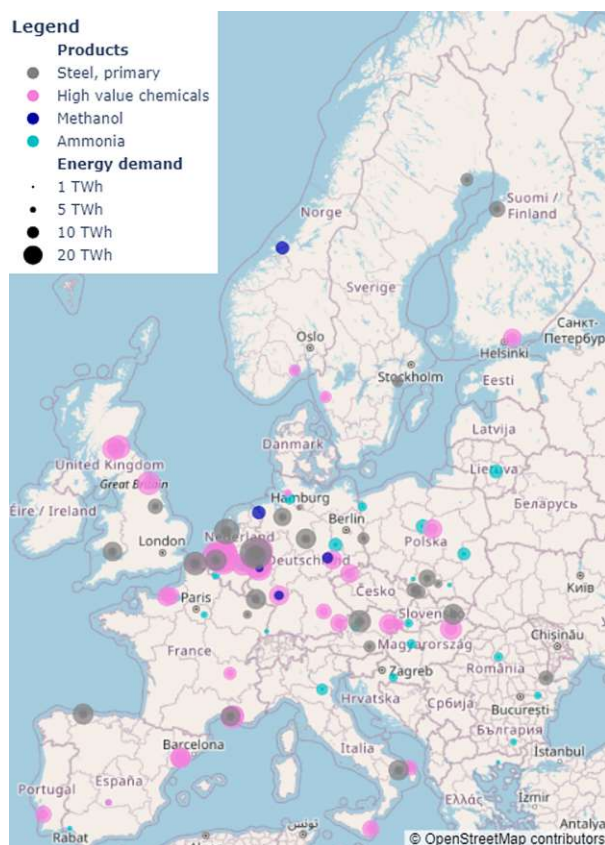 Legend
Products
Steel, primary
High value chemicals
Methanol
Ammonia
Energy demand
1 TWh
5 TWh
10 TWh
20 TWh
Norge
Suomi /
Finland
Sverige
Oslo
Санкт-
Петербур
Helsinki
Stockholm
Eesti
Latvija
Danmark
United Kingdom
Lietuva
Great Britain
Éire / Ireland
Hamburg
Беларусь
Nederland
Berlin
Polska
London
Deutschland
Київ
Paris
Česko
Sloven
Chișinău
France
Magyarország
Zagreb
România
Hrvatska
București
Србија
Italia
България
Barcelona
Istanbul
Portugal
España
Ελλάς
İzmir
Rabat
تونس
Antalya
© OpenStreetMap contributors